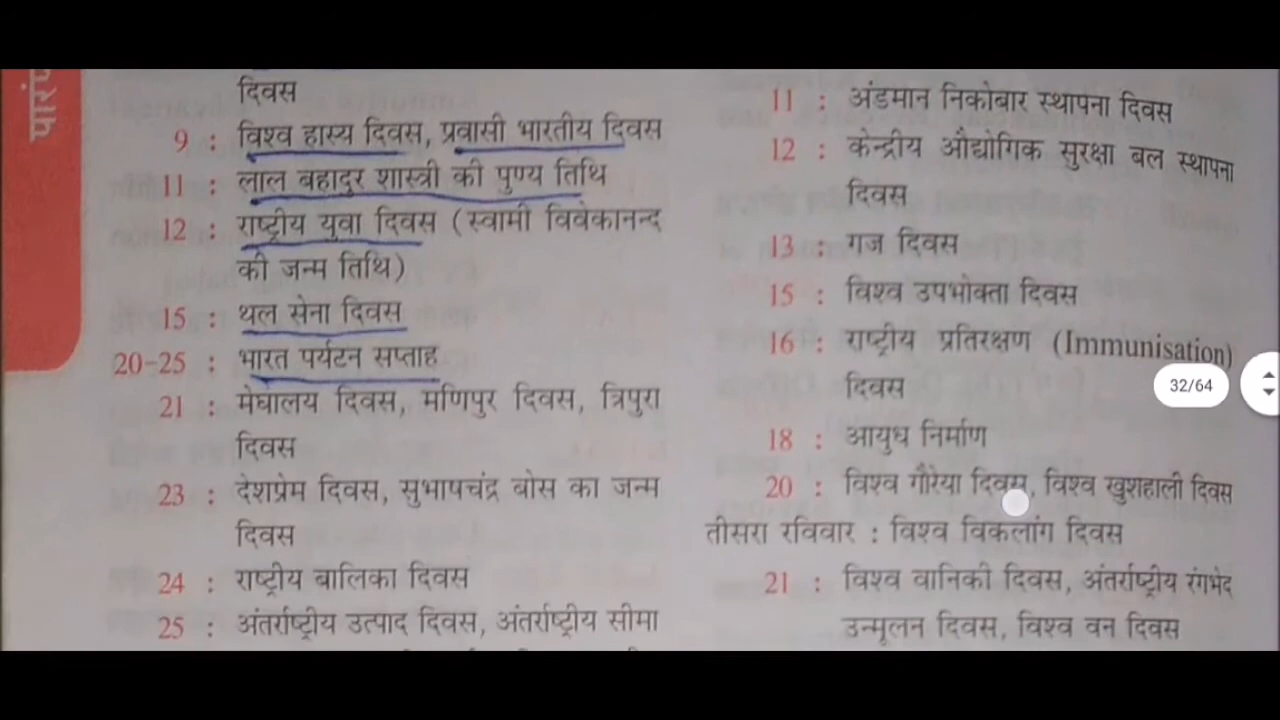 पारं
दिवस
9 : विश्व हास्य दिवस, प्रवासी भारतीय दिवस
11 : लाल बहादुर शास्त्री की पुण्य तिथि
12 : राष्ट्रीय युवा दिवस (स्वामी विवेकानन्द
की जन्म तिथि)
15 : थल सेना दिवस
20-25 : भारत पर्यटन सप्ताह
21 : मेघालय दिवस, मणिपुर दिवस, त्रिपुरा
दिवस
23 : देशप्रेम दिवस, सुभाषचंद्र बोस का जन्म
दिवस
24 : राष्ट्रीय बालिका दिवस
25 : अंतर्राष्ट्रीय उत्पाद दिवस, अंतर्राष्ट्रीय सीमा
11 : अंडमान निकोबार स्थापना दिवस
12 : केन्द्रीय औद्योगिक सुरक्षा बल स्थापना
दिवस
13 : गज दिवस
15 : विश्व उपभोक्ता दिवस
16 : राष्ट्रीय प्रतिरक्षण (Immunisation)
दिवस
18 : आयुध निर्माण
20 : विश्व गौरेया दिवस, विश्व खुशहाली दिवस
तीसरा रविवार : विश्व विकलांग दिवस
21 : विश्व वानिकी दिवस, अंतर्राष्ट्रीय रंगभेद
उन्मूलन दिवस, विश्व वन दिवस
32/64